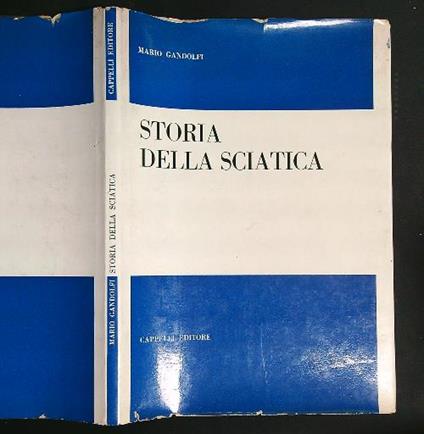 MARIO GANDOLFI
STORIA
DELLA SCIATICA
CAPPELLI EDITORE
MARIO GANDOLFI STORIA DELLA SCIATICA CAPPELLI EDITORE